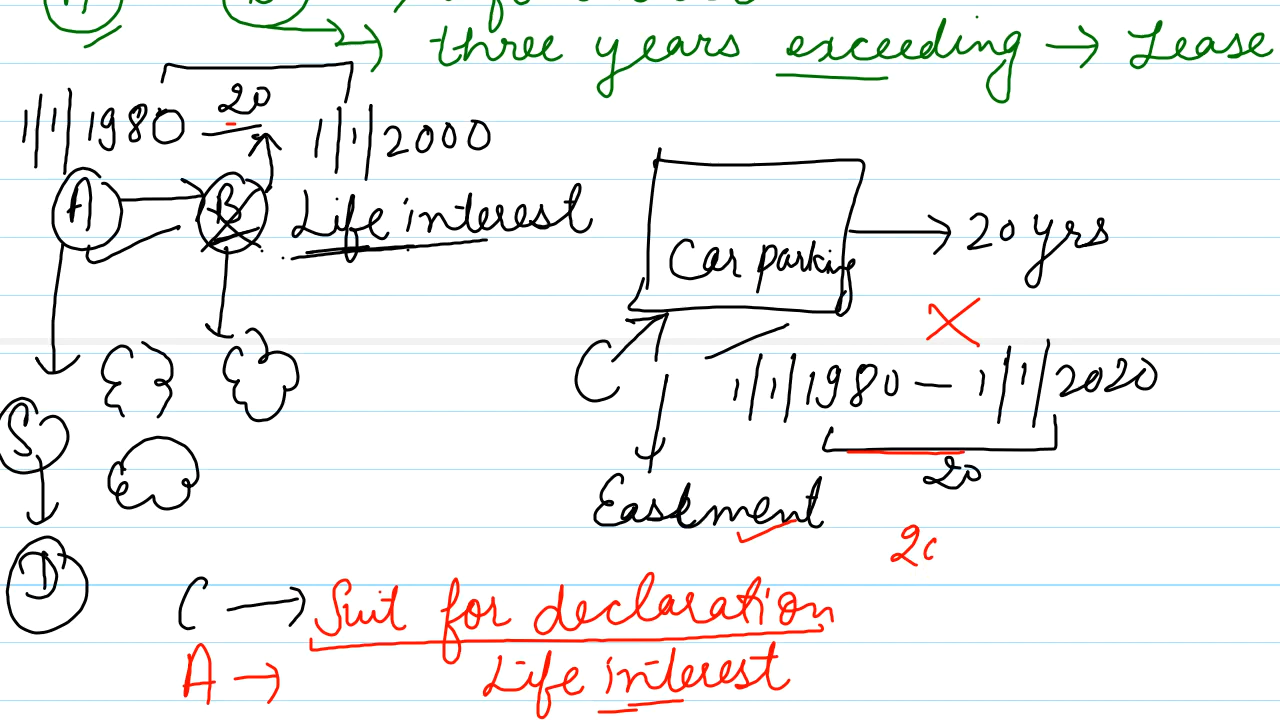 three years exceeding → Lease
20
1/1/1980 — 1/1/2000
A → B Life interest
Car parking → 20 yrs
C
1/1/1980 — 1/1/2020
20
S
Easement
2c
D
C → Suit for declaration
A → Life interest